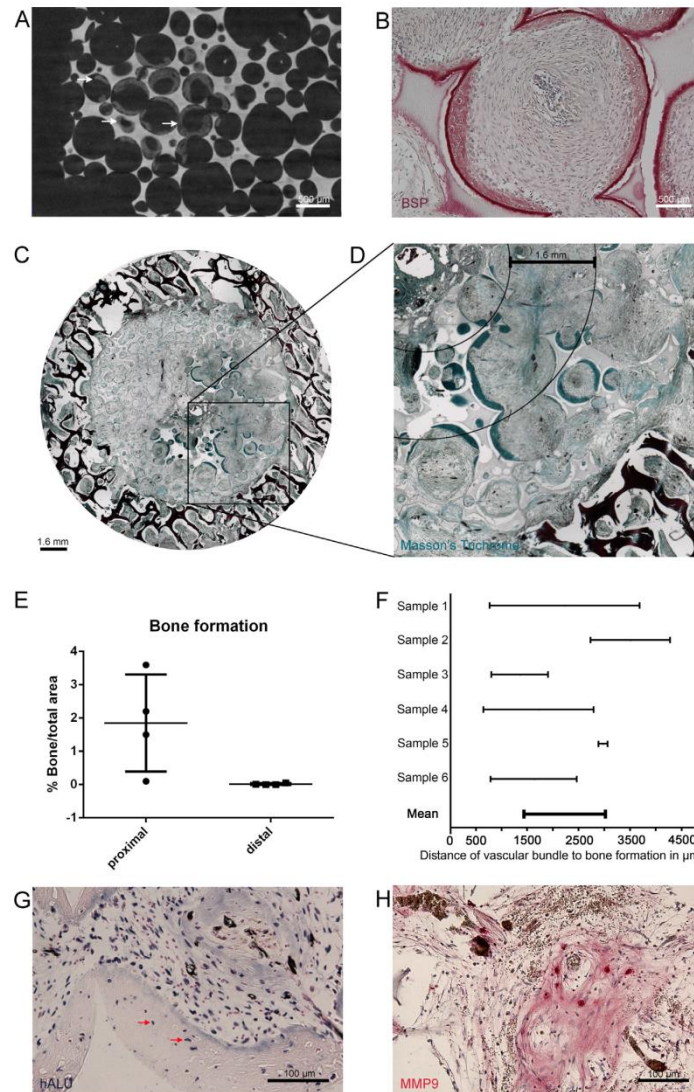 A
500 µm
B
BSP
500 µm
C
1.6 mm
D
1.6 mm
Masson's Trichrome
E
Bone formation
% Bone/total area
4
3
2
1
0
-1
proximal
distal
F
Sample 1
Sample 2
Sample 3
Sample 4
Sample 5
Sample 6
Mean
0 500 1500 2500 3500 4500
Distance of vascular bundle to bone formation in µm
G
hALU
100 µm
H
MMP9
100 µm